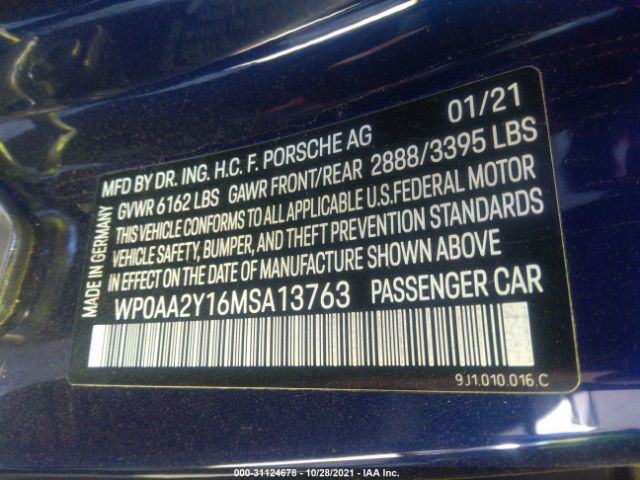 01/21
MFD BY DR. ING. H.C. F. PORSCHE AG
GVWR 6162 LBS GAWR FRONT/REAR 2888/3395 LBS
THIS VEHICLE CONFORMS TO ALL APPLICABLE U.S.FEDERAL MOTOR
VEHICLE SAFETY, BUMPER, AND THEFT PREVENTION STANDARDS
IN EFFECT ON THE DATE OF MANUFACTURE SHOWN ABOVE
WP0AA2Y16MSA13763 PASSENGER CAR
MADE IN GERMANY
9J1.010.016.C
000-31124678 - 10/28/2021 - IAA Inc.